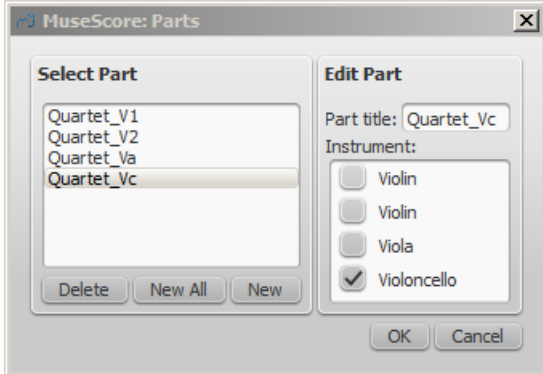 MuseScore: Parts
Select Part
Quartet_V1
Quartet_V2
Quartet_Va
Quartet_Vc
Delete New All New
Edit Part
Part title: Quartet_Vc
Instrument:
Violin
Violin
Viola
Violoncello
OK Cancel